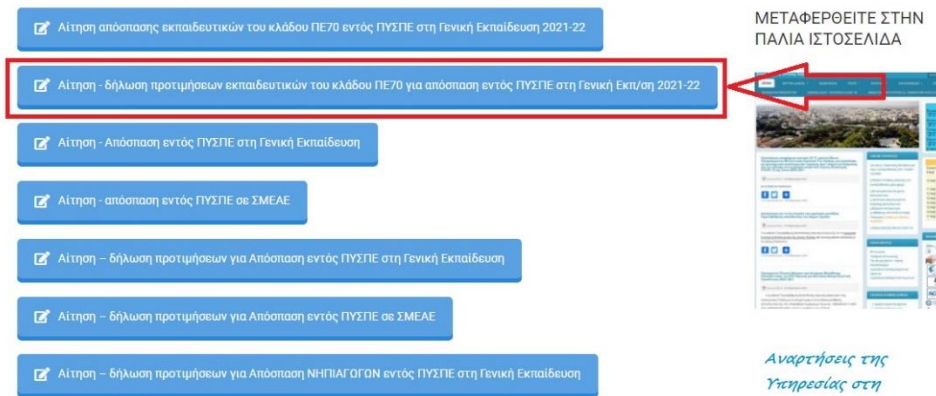 Αίτηση απόσπασης εκπαιδευτικών του κλάδου ΠΕ70 εντός ΠΥΣΠΕ στη Γενική Εκπαίδευση 2021-22
Αίτηση - δήλωση προτιμήσεων εκπαιδευτικών του κλάδου ΠΕ70 για απόσπαση εντός ΠΥΣΠΕ στη Γενική Εκπ/ση 2021-22
Αίτηση - Απόσπαση εντός ΠΥΣΠΕ στη Γενική Εκπαίδευση
Αίτηση - απόσπαση εντός ΠΥΣΠΕ σε ΣΜΕΑΕ
Αίτηση – δήλωση προτιμήσεων για Απόσπαση εντός ΠΥΣΠΕ στη Γενική Εκπαίδευση
Αίτηση – δήλωση προτιμήσεων για Απόσπαση εντός ΠΥΣΠΕ σε ΣΜΕΑΕ
Αίτηση – δήλωση προτιμήσεων για Απόσπαση ΝΗΠΙΑΓΩΓΩΝ εντός ΠΥΣΠΕ στη Γενική Εκπαίδευση
ΜΕΤΑΦΕΡΘΕΙΤΕ ΣΤΗΝ
ΠΑΛΙΑ ΙΣΤΟΣΕΛΙΔΑ
Αναρτήσεις της
Υπηρεσίας στη